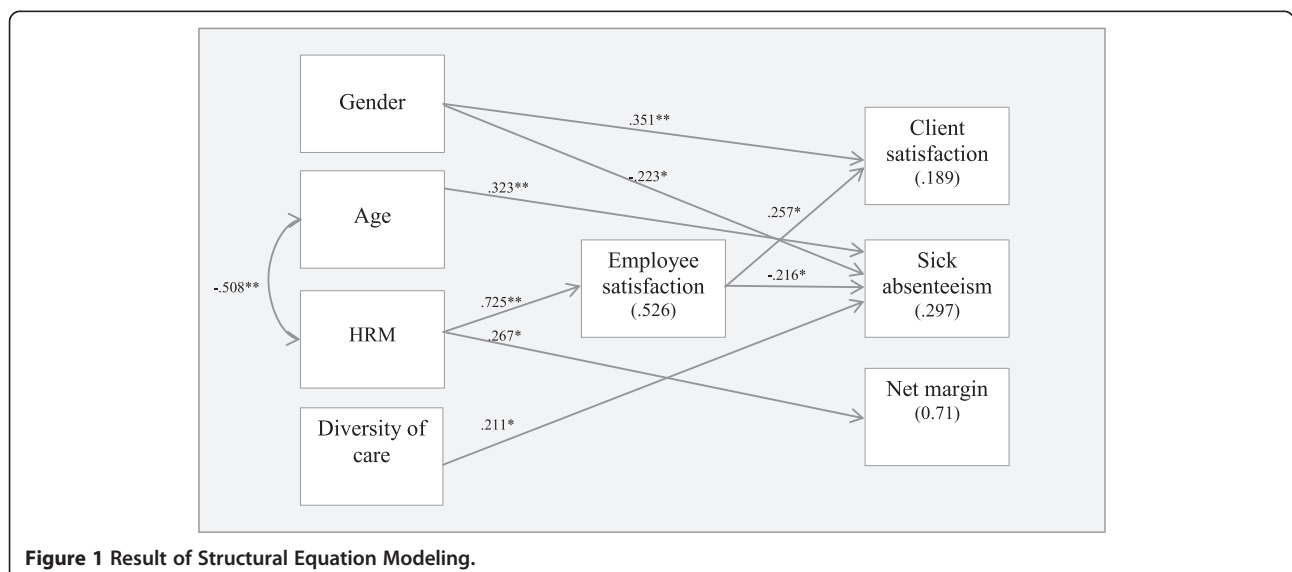 Gender
Age
HRM
Diversity of
care
-.508**
.351**
-.223*
.323**
.257*
-.216*
.725**
.267*
.211*
Employee
satisfaction
(.526)
Client
satisfaction
(.189)
Sick
absenteeism
(.297)
Net margin
(0.71)
Figure 1 Result of Structural Equation Modeling.